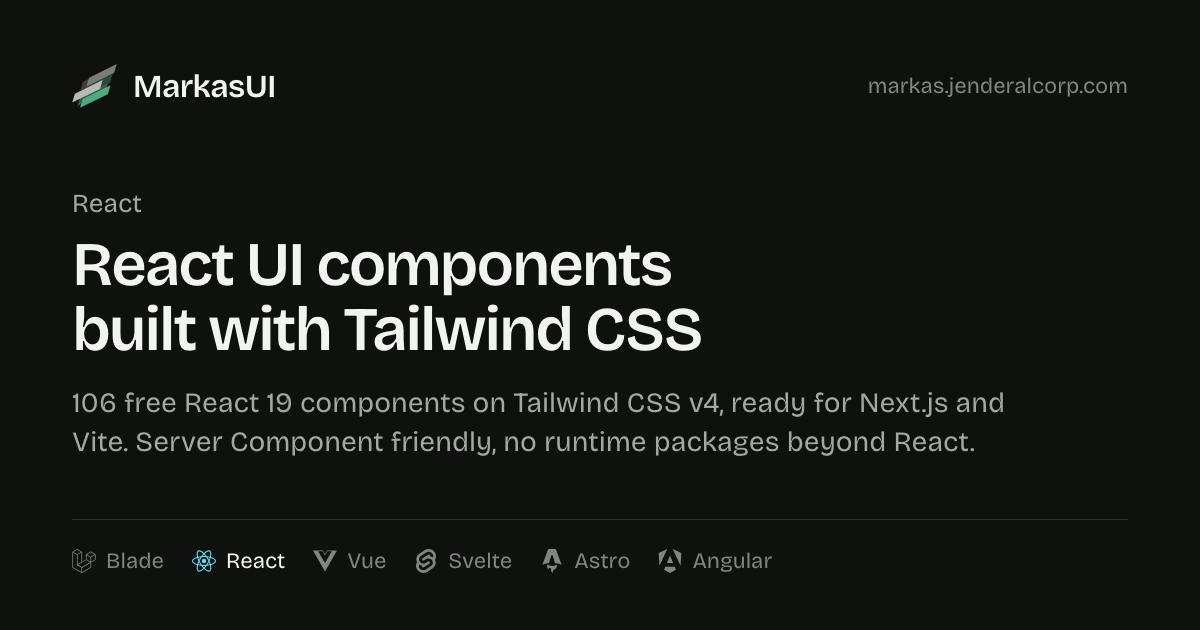 MarkasUI
markas.jenderalcorp.com
React
React UI components
built with Tailwind CSS
106 free React 19 components on Tailwind CSS v4, ready for Next.js and
Vite. Server Component friendly, no runtime packages beyond React.
Blade React Vue Svelte Astro Angular